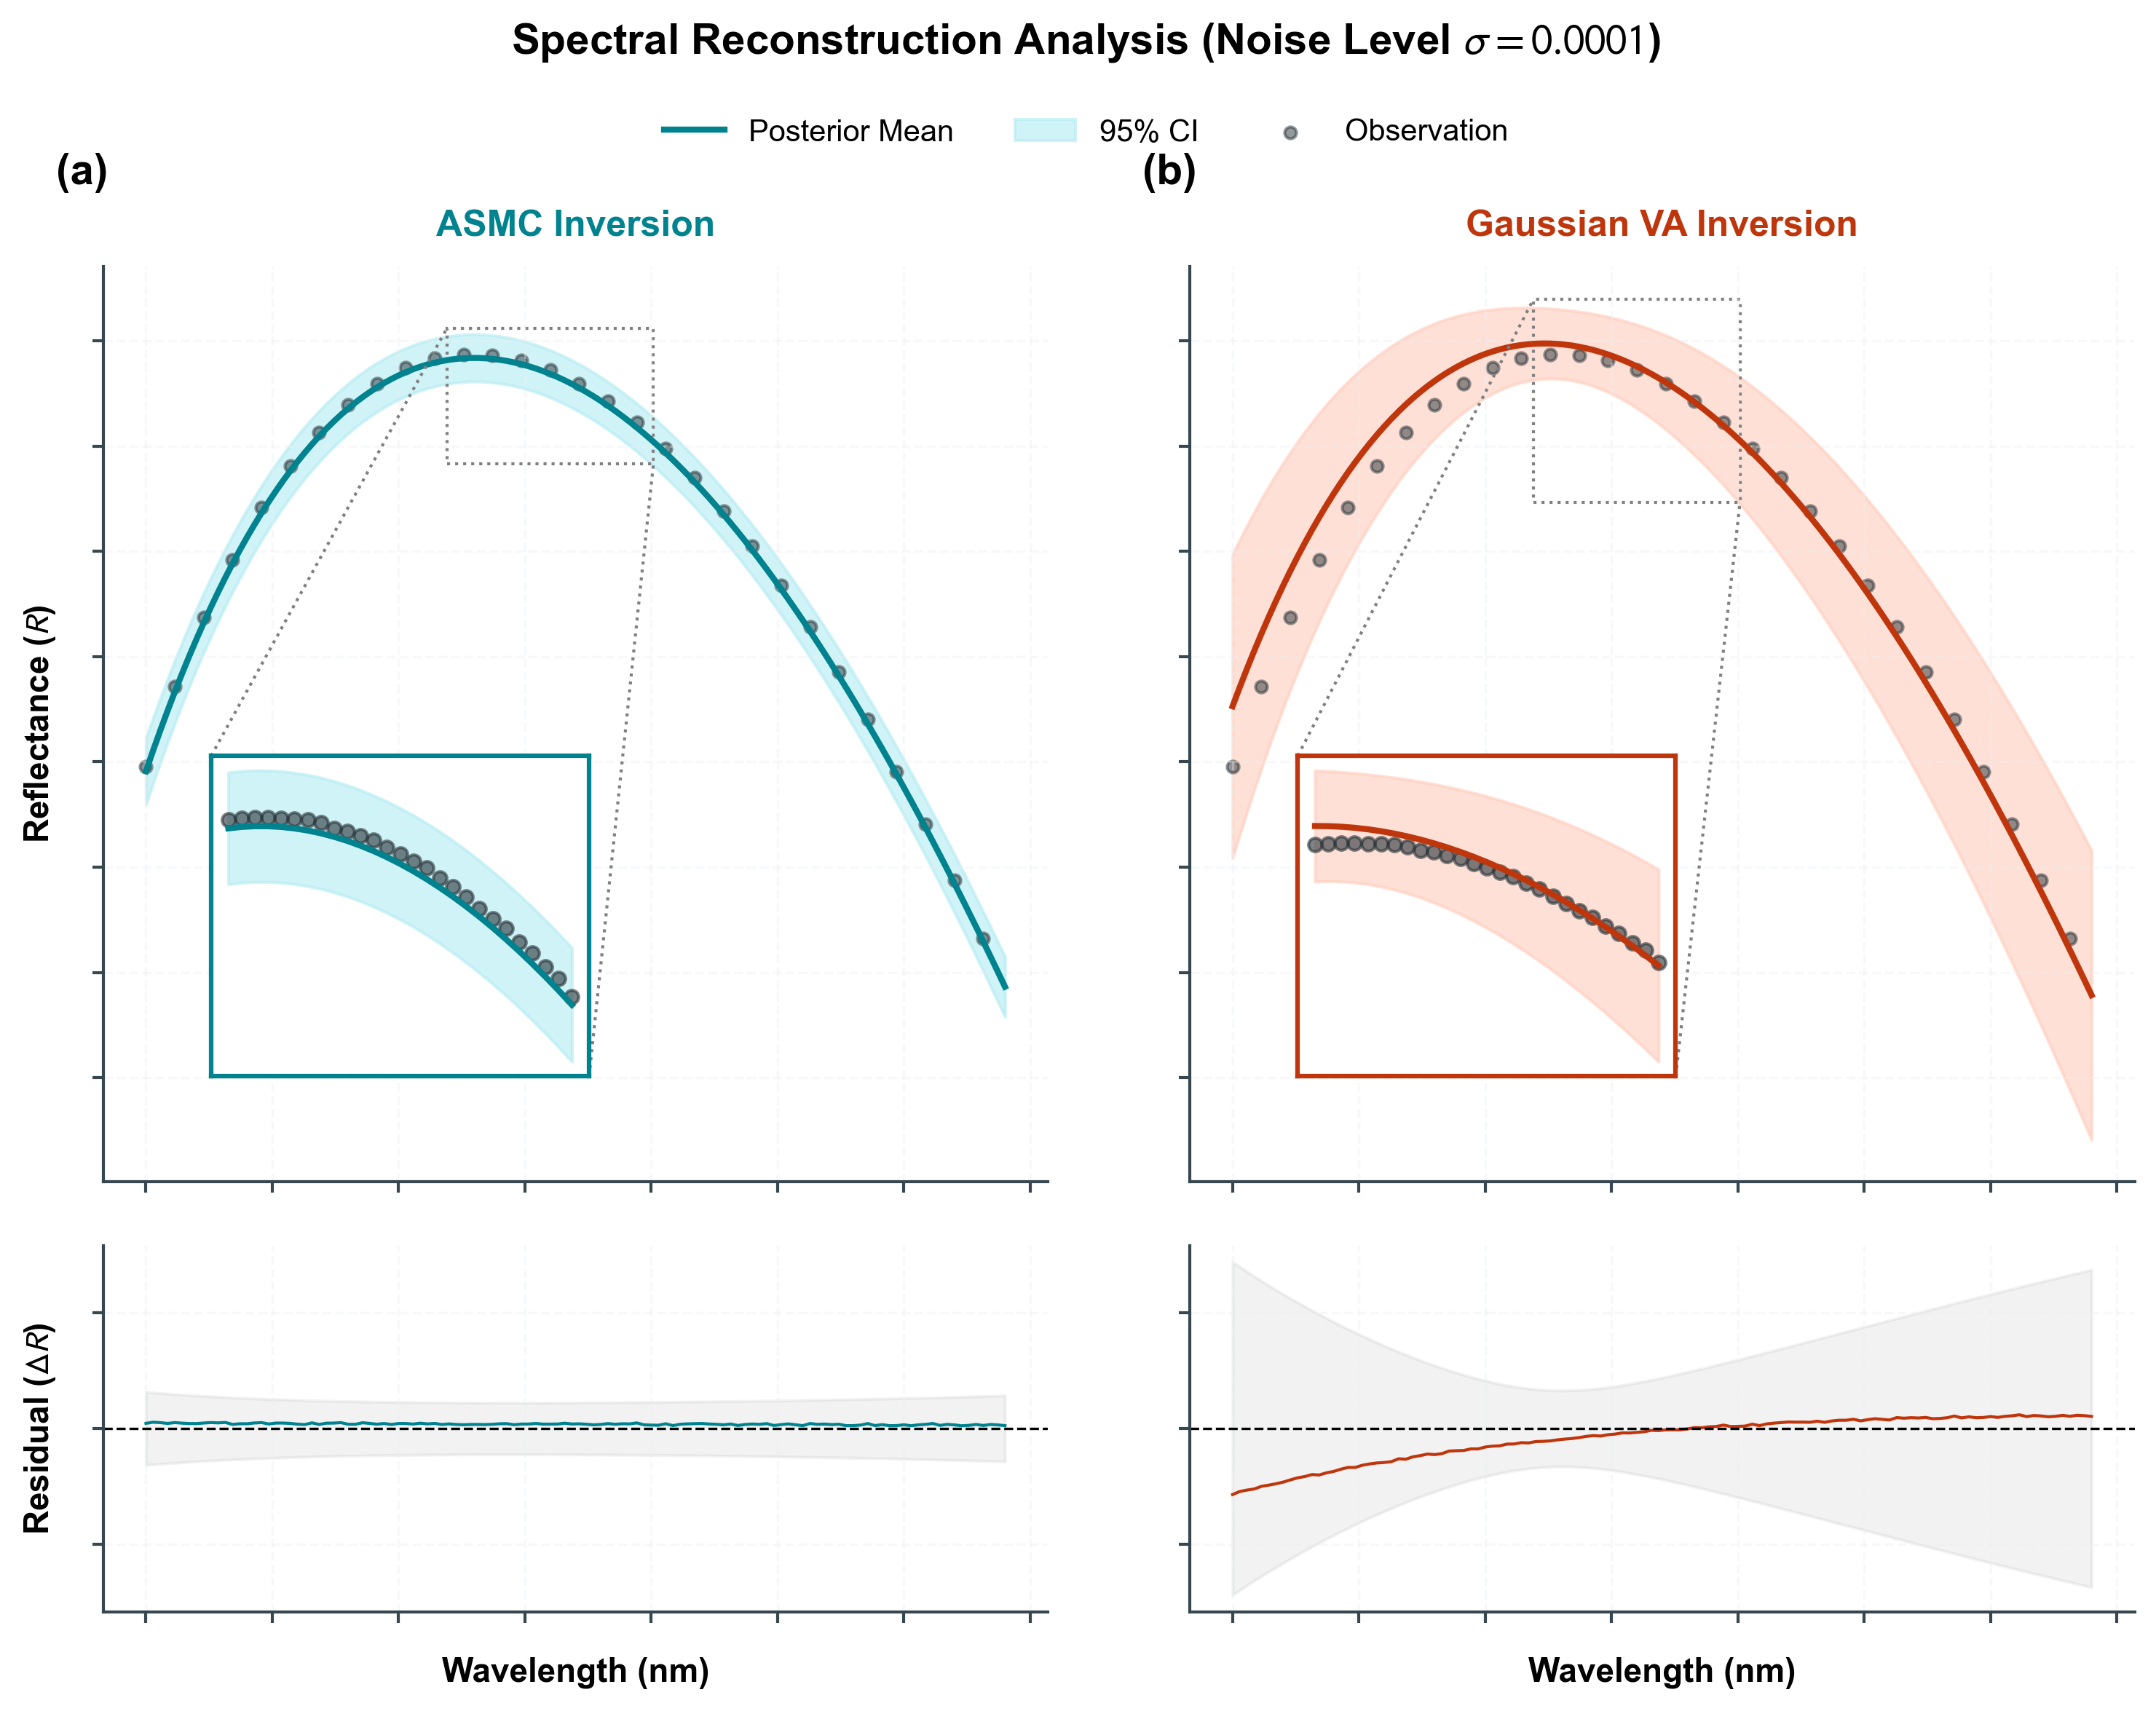 Spectral Reconstruction Analysis (Noise Level σ = 0.0001)
Posterior Mean
95% CI
Observation
(a)
(b)
ASMC Inversion
Gaussian VA Inversion
Reflectance (R)
Residual (ΔR)
Wavelength (nm)
Wavelength (nm)